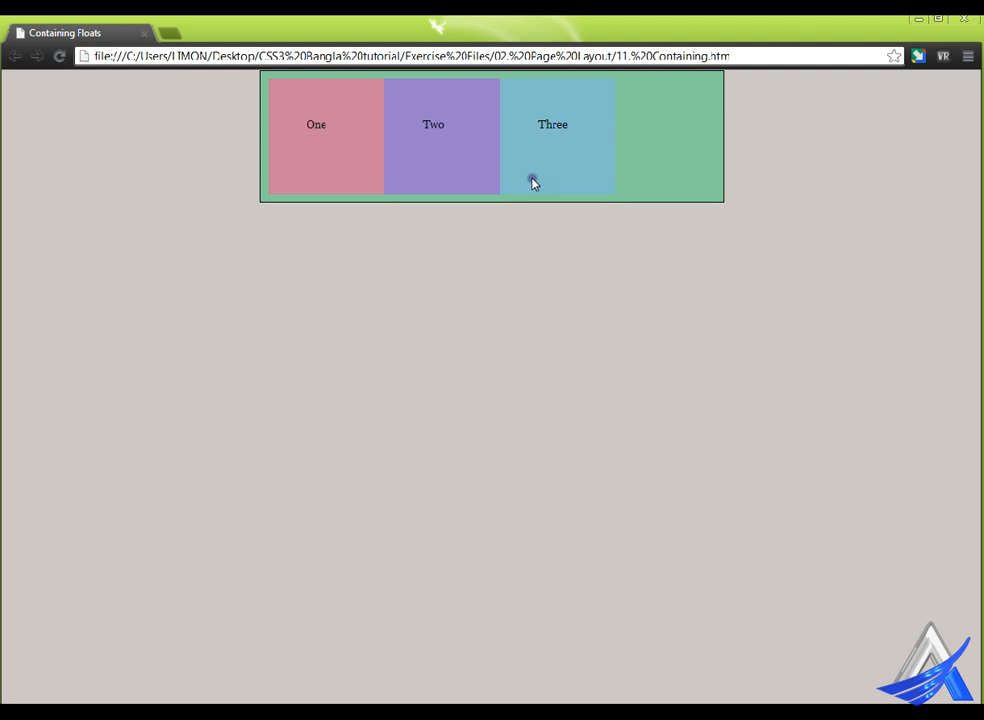 Containing Floats
file:///C:/Users/LIMON/Desktop/CSS3%20Bangla%20tutorial/Exercise%20Files/02.%20Page%20Layout/11.%20Containing.htm
One Two Three